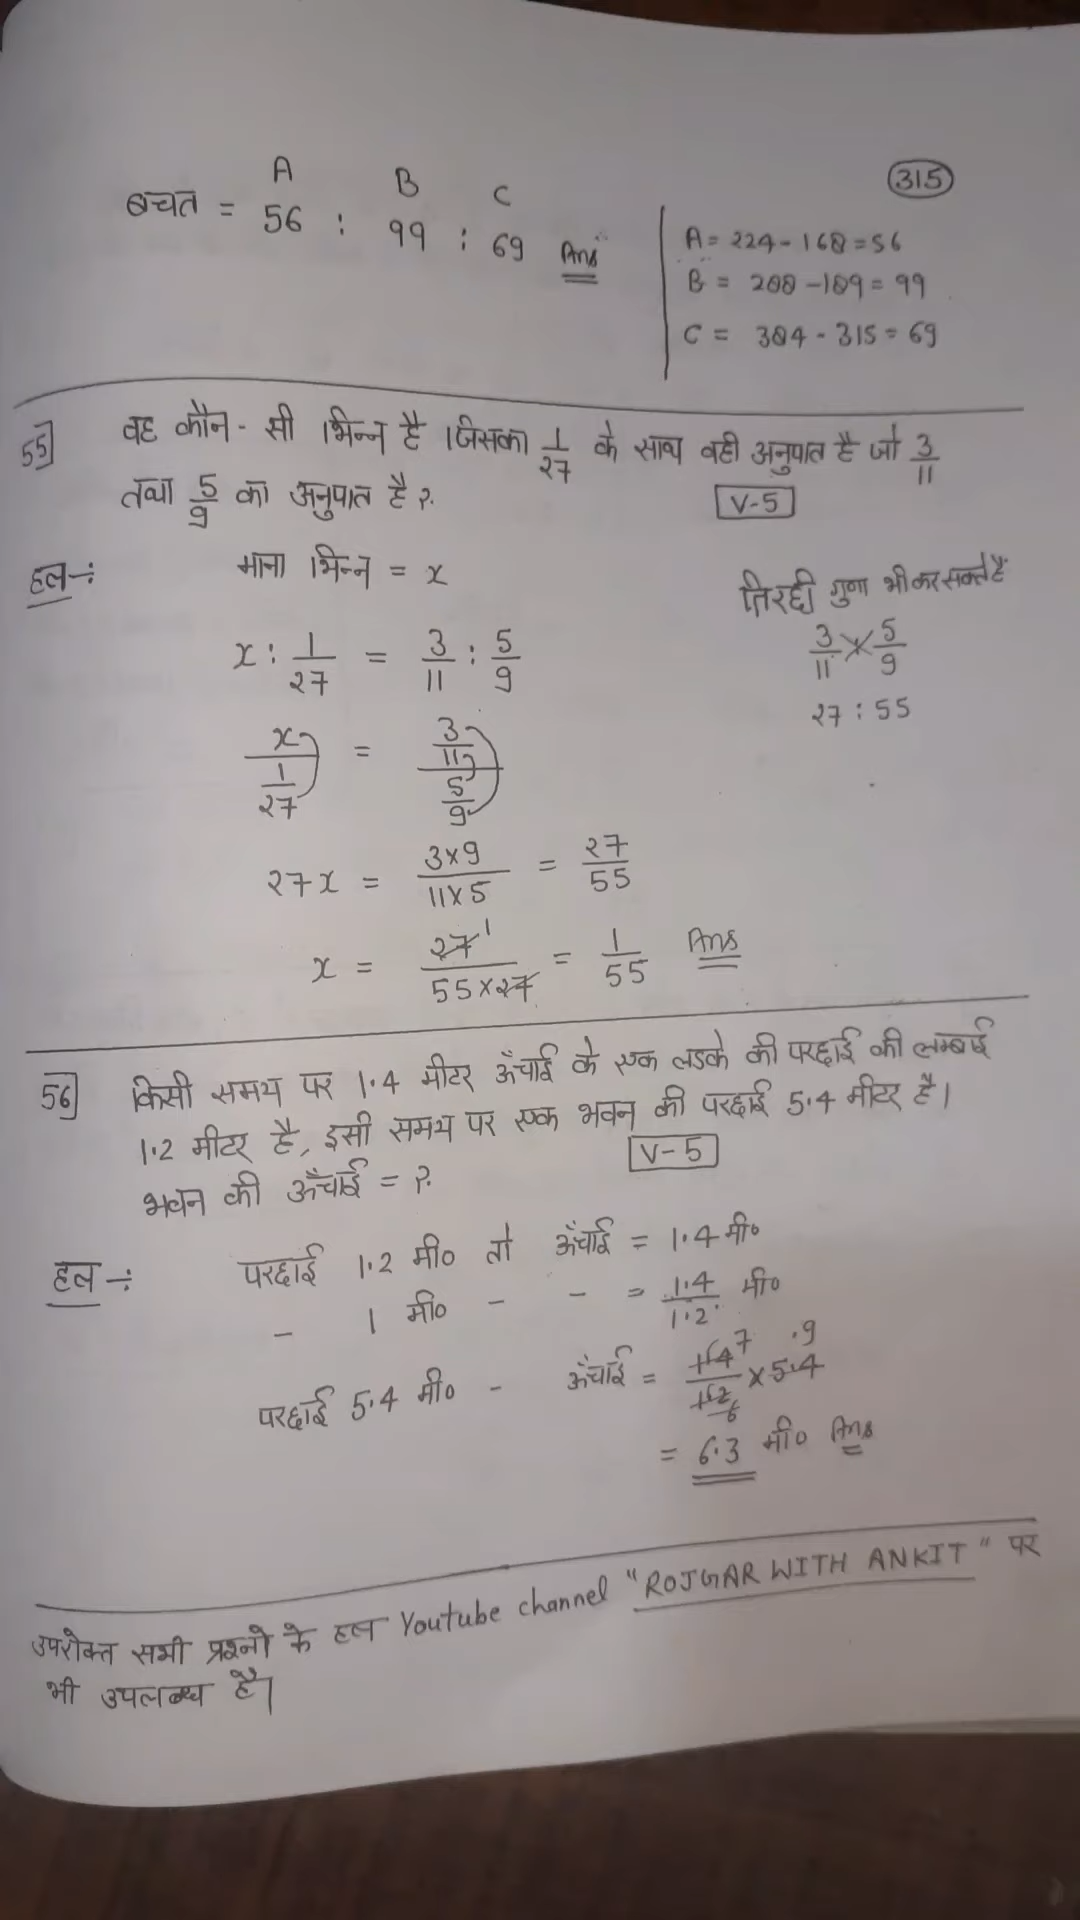 315
A B C
बचत = 56 : 99 : 69 Ans
A = 224 - 168 = 56
B = 288 - 189 = 99
C = 384 - 315 = 69
55] वह कौन - सी भिन्न है जिसका 1/27 के साथ वही अनुपात है जो 3/11
तथा 5/9 का अनुपात है ?. V-5
हल ÷ माना भिन्न = x
तिरछी गुणा भी कर सकते हैं
x : 1/27 = 3/11 : 5/9
3/11 × 5/9
27 : 55
x/(1/27) = (3/11)/(5/9)
27x = 3×9/11×5 = 27/55
x = 27 1/55×27 = 1/55 Ans
56] किसी समय पर 1.4 मीटर ऊँचाई के एक लडके की परछाई की लम्बाई
1.2 मीटर है, इसी समय पर एक भवन की परछाई 5.4 मीटर है।
भवन की ऊँचाई = ?. V-5
हल ÷ परछाई 1.2 मी० तो ऊँचाई = 1.4 मी०
- 1 मी० - - = 1.4/1.2 मी०
परछाई 5.4 मी० - ऊँचाई = 1.4 7/1.2 6 × 5.4 .9
= 6.3 मी० Ans
उपरोक्त सभी प्रश्नो के हल Youtube channel "ROJGAR WITH ANKIT" पर
भी उपलब्ध है।